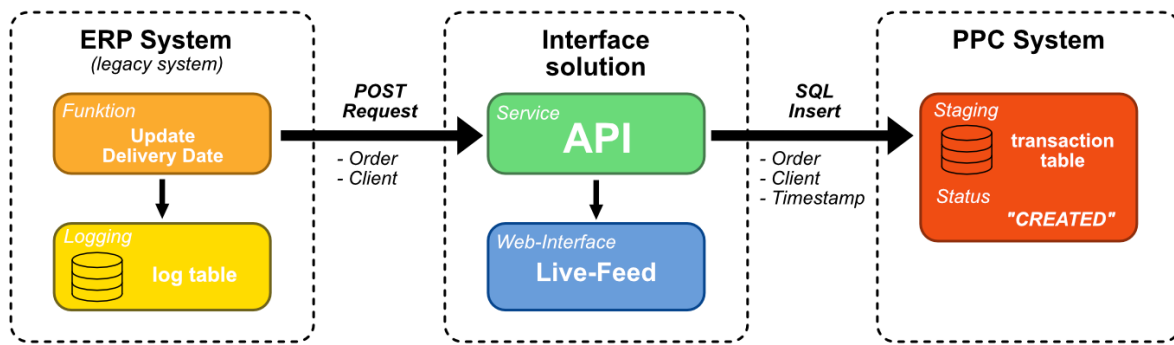 ERP System
(legacy system)
Funktion
Update
Delivery Date
Logging
log table
POST
Request
- Order
- Client
Interface
solution
Service
API
Web-Interface
Live-Feed
SQL
Insert
- Order
- Client
- Timestamp
PPC System
Staging
transaction
table
Status
"CREATED"